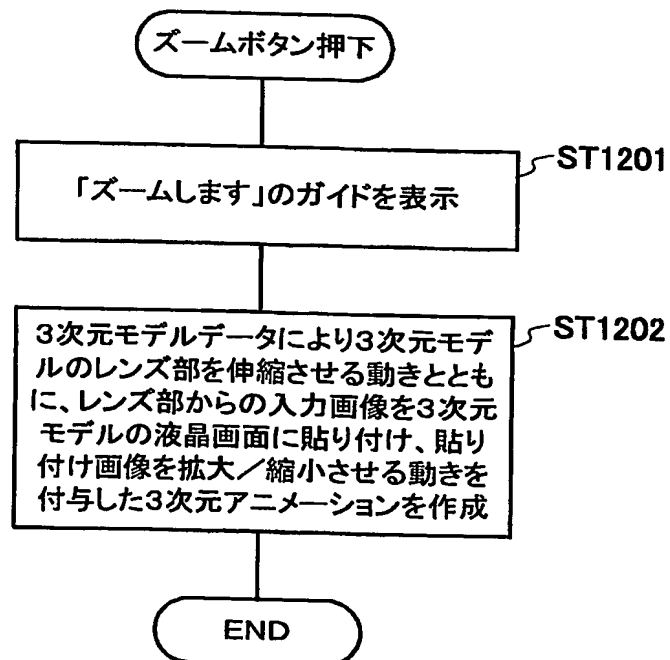 ズームボタン押下
ST1201
「ズームします」のガイドを表示
ST1202
3次元モデルデータにより3次元モデ
ルのレンズ部を伸縮させる動きととも
に、レンズ部からの入力画像を3次元
モデルの液晶画面に貼り付け、貼り
付け画像を拡大／縮小させる動きを
付与した3次元アニメーションを作成
END